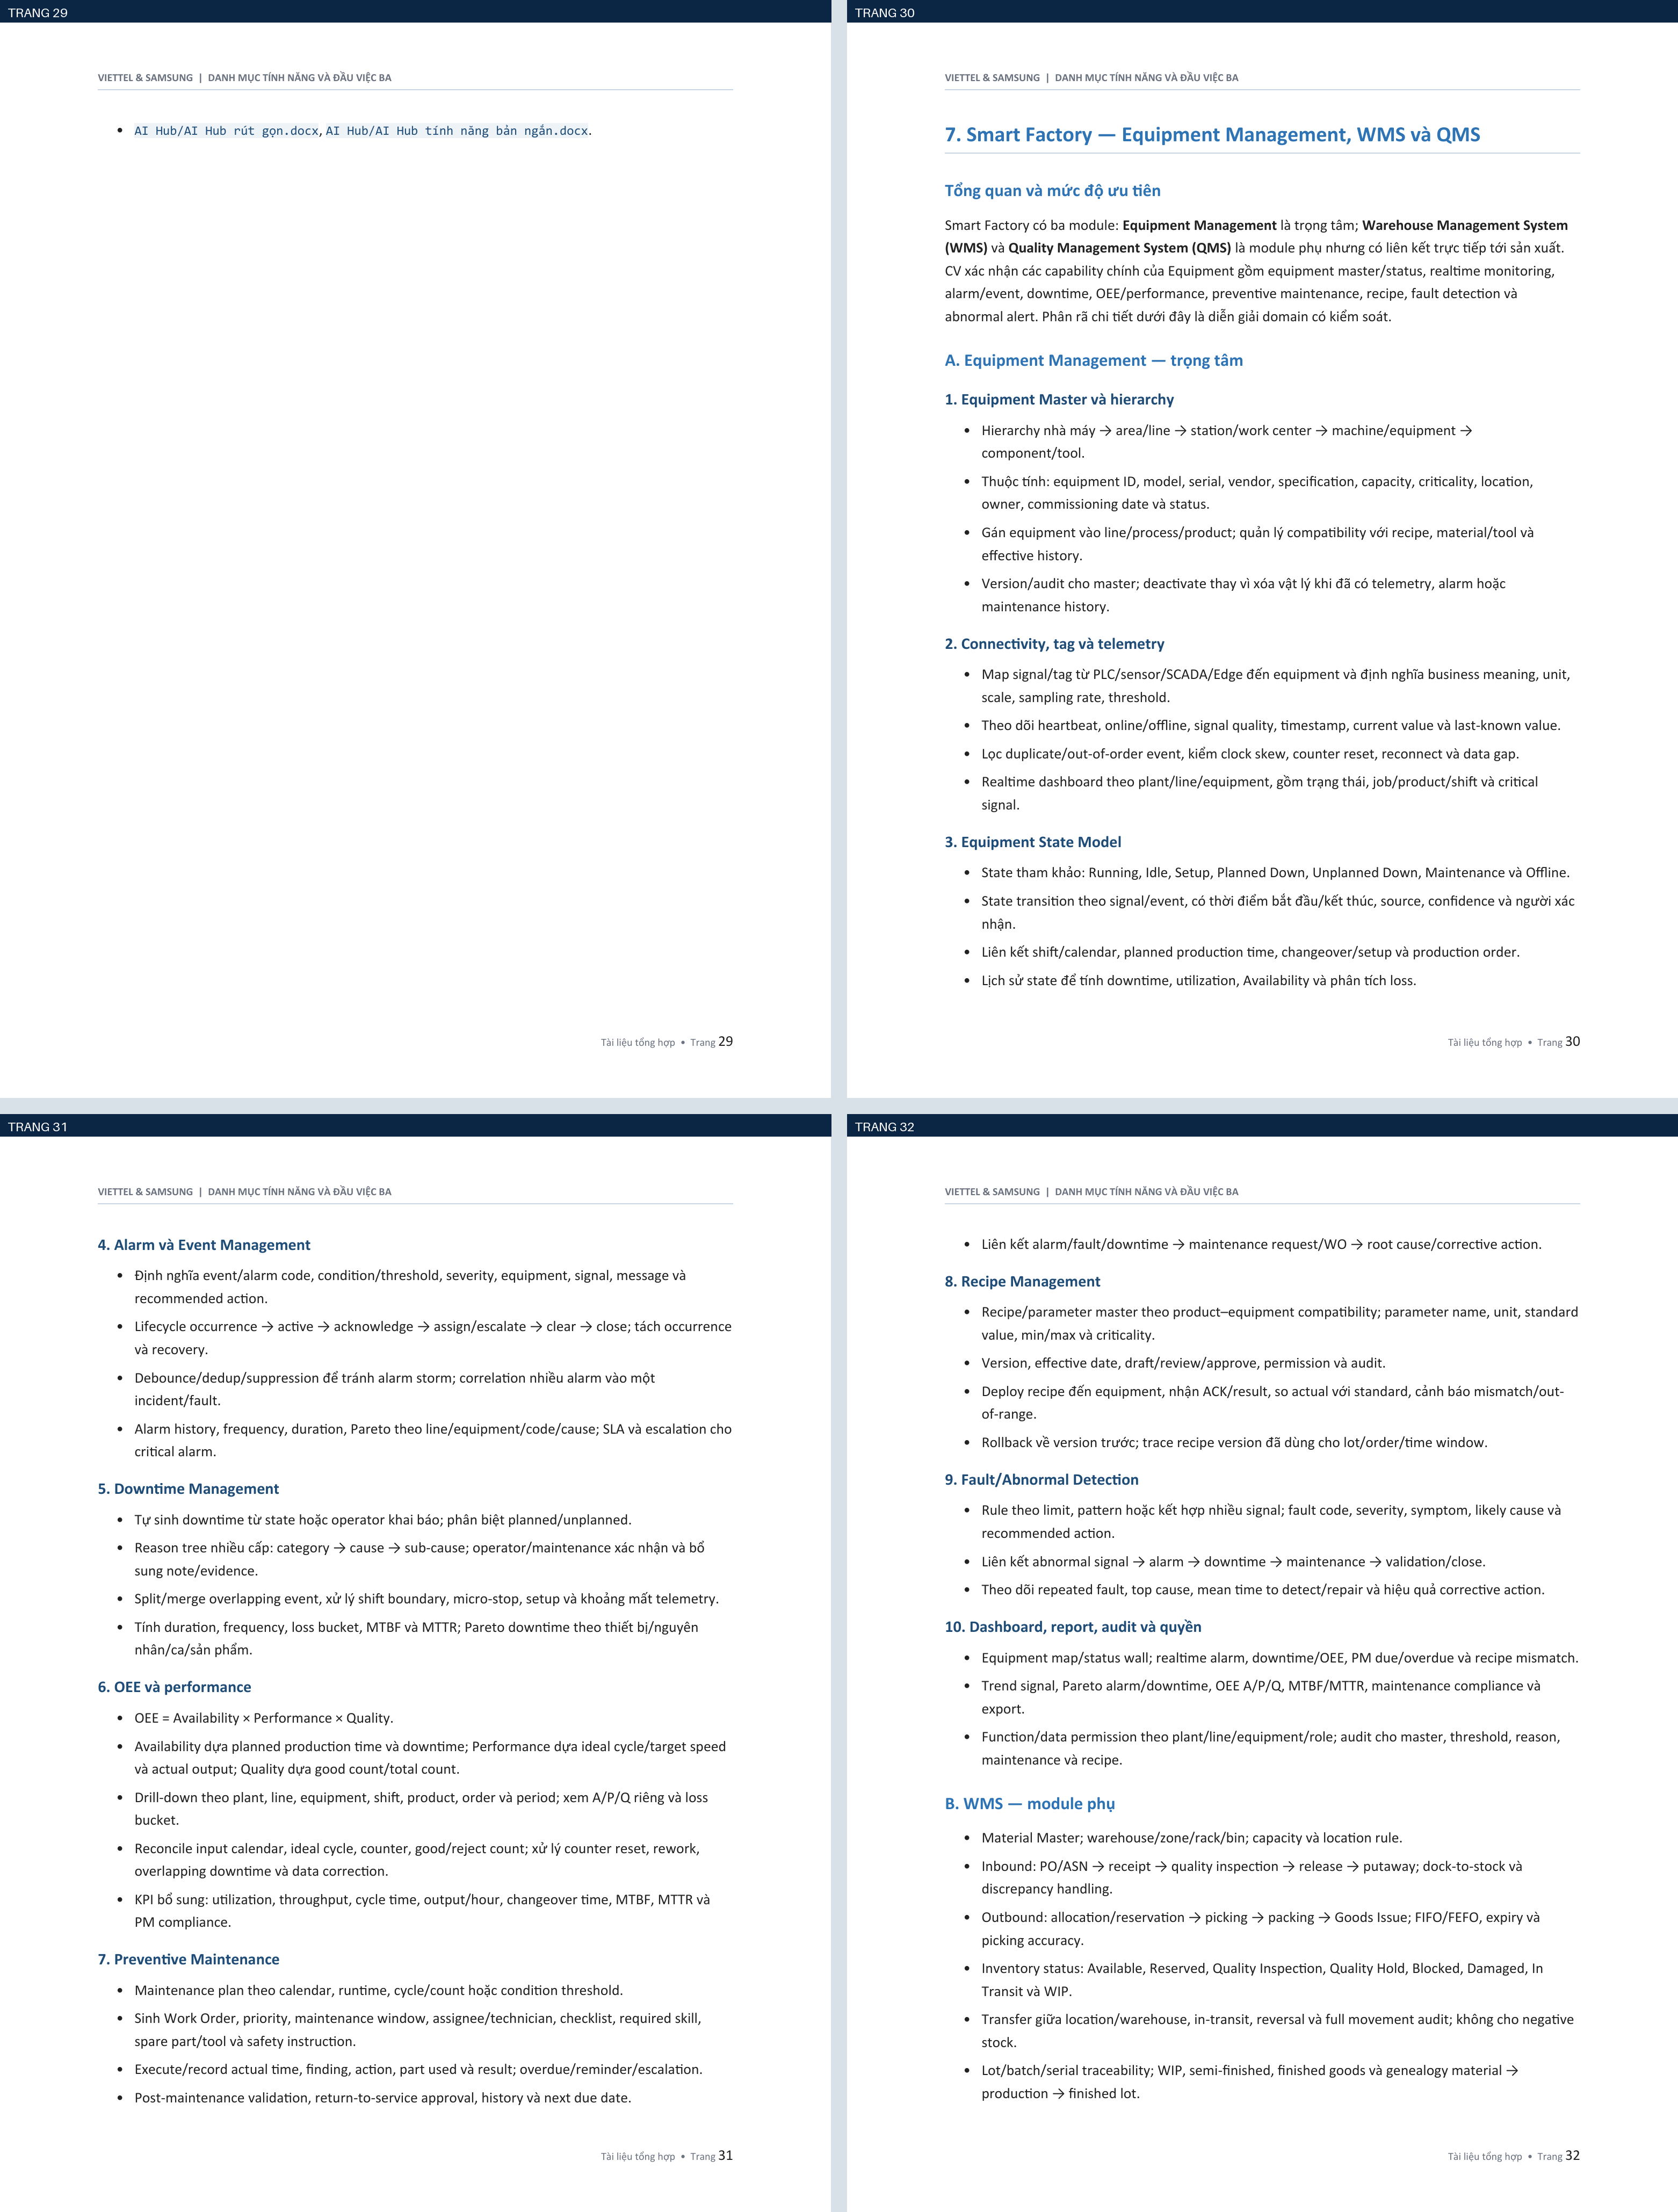 TRANG 29
VIETTEL & SAMSUNG | DANH MỤC TÍNH NĂNG VÀ ĐẦU VIỆC BA
• AI Hub/AI Hub rút gọn.docx, AI Hub/AI Hub tính năng bản ngắn.docx.
Tài liệu tổng hợp • Trang 29
TRANG 30
VIETTEL & SAMSUNG | DANH MỤC TÍNH NĂNG VÀ ĐẦU VIỆC BA
7. Smart Factory — Equipment Management, WMS và QMS
Tổng quan và mức độ ưu tiên
Smart Factory có ba module: Equipment Management là trọng tâm; Warehouse Management System
(WMS) và Quality Management System (QMS) là module phụ nhưng có liên kết trực tiếp tới sản xuất.
CV xác nhận các capability chính của Equipment gồm equipment master/status, realtime monitoring,
alarm/event, downtime, OEE/performance, preventive maintenance, recipe, fault detection và
abnormal alert. Phân rã chi tiết dưới đây là diễn giải domain có kiểm soát.
A. Equipment Management — trọng tâm
1. Equipment Master và hierarchy
• Hierarchy nhà máy → area/line → station/work center → machine/equipment →
component/tool.
• Thuộc tính: equipment ID, model, serial, vendor, specification, capacity, criticality, location,
owner, commissioning date và status.
• Gán equipment vào line/process/product; quản lý compatibility với recipe, material/tool và
effective history.
• Version/audit cho master; deactivate thay vì xóa vật lý khi đã có telemetry, alarm hoặc
maintenance history.
2. Connectivity, tag và telemetry
• Map signal/tag từ PLC/sensor/SCADA/Edge đến equipment và định nghĩa business meaning, unit,
scale, sampling rate, threshold.
• Theo dõi heartbeat, online/offline, signal quality, timestamp, current value và last-known value.
• Lọc duplicate/out-of-order event, kiểm clock skew, counter reset, reconnect và data gap.
• Realtime dashboard theo plant/line/equipment, gồm trạng thái, job/product/shift và critical
signal.
3. Equipment State Model
• State tham khảo: Running, Idle, Setup, Planned Down, Unplanned Down, Maintenance và Offline.
• State transition theo signal/event, có thời điểm bắt đầu/kết thúc, source, confidence và người xác
nhận.
• Liên kết shift/calendar, planned production time, changeover/setup và production order.
• Lịch sử state để tính downtime, utilization, Availability và phân tích loss.
Tài liệu tổng hợp • Trang 30
TRANG 31
VIETTEL & SAMSUNG | DANH MỤC TÍNH NĂNG VÀ ĐẦU VIỆC BA
4. Alarm và Event Management
• Định nghĩa event/alarm code, condition/threshold, severity, equipment, signal, message và
recommended action.
• Lifecycle occurrence → active → acknowledge → assign/escalate → clear → close; tách occurrence
và recovery.
• Debounce/dedup/suppression để tránh alarm storm; correlation nhiều alarm vào một
incident/fault.
• Alarm history, frequency, duration, Pareto theo line/equipment/code/cause; SLA và escalation cho
critical alarm.
5. Downtime Management
• Tự sinh downtime từ state hoặc operator khai báo; phân biệt planned/unplanned.
• Reason tree nhiều cấp: category → cause → sub-cause; operator/maintenance xác nhận và bổ
sung note/evidence.
• Split/merge overlapping event, xử lý shift boundary, micro-stop, setup và khoảng mất telemetry.
• Tính duration, frequency, loss bucket, MTBF và MTTR; Pareto downtime theo thiết bị/nguyên
nhân/ca/sản phẩm.
6. OEE và performance
• OEE = Availability × Performance × Quality.
• Availability dựa planned production time và downtime; Performance dựa ideal cycle/target speed
và actual output; Quality dựa good count/total count.
• Drill-down theo plant, line, equipment, shift, product, order và period; xem A/P/Q riêng và loss
bucket.
• Reconcile input calendar, ideal cycle, counter, good/reject count; xử lý counter reset, rework,
overlapping downtime và data correction.
• KPI bổ sung: utilization, throughput, cycle time, output/hour, changeover time, MTBF, MTTR và
PM compliance.
7. Preventive Maintenance
• Maintenance plan theo calendar, runtime, cycle/count hoặc condition threshold.
• Sinh Work Order, priority, maintenance window, assignee/technician, checklist, required skill,
spare part/tool và safety instruction.
• Execute/record actual time, finding, action, part used và result; overdue/reminder/escalation.
• Post-maintenance validation, return-to-service approval, history và next due date.
Tài liệu tổng hợp • Trang 31
TRANG 32
VIETTEL & SAMSUNG | DANH MỤC TÍNH NĂNG VÀ ĐẦU VIỆC BA
• Liên kết alarm/fault/downtime → maintenance request/WO → root cause/corrective action.
8. Recipe Management
• Recipe/parameter master theo product–equipment compatibility; parameter name, unit, standard
value, min/max và criticality.
• Version, effective date, draft/review/approve, permission và audit.
• Deploy recipe đến equipment, nhận ACK/result, so actual với standard, cảnh báo mismatch/out-
of-range.
• Rollback về version trước; trace recipe version đã dùng cho lot/order/time window.
9. Fault/Abnormal Detection
• Rule theo limit, pattern hoặc kết hợp nhiều signal; fault code, severity, symptom, likely cause và
recommended action.
• Liên kết abnormal signal → alarm → downtime → maintenance → validation/close.
• Theo dõi repeated fault, top cause, mean time to detect/repair và hiệu quả corrective action.
10. Dashboard, report, audit và quyền
• Equipment map/status wall; realtime alarm, downtime/OEE, PM due/overdue và recipe mismatch.
• Trend signal, Pareto alarm/downtime, OEE A/P/Q, MTBF/MTTR, maintenance compliance và
export.
• Function/data permission theo plant/line/equipment/role; audit cho master, threshold, reason,
maintenance và recipe.
B. WMS — module phụ
• Material Master; warehouse/zone/rack/bin; capacity và location rule.
• Inbound: PO/ASN → receipt → quality inspection → release → putaway; dock-to-stock và
discrepancy handling.
• Outbound: allocation/reservation → picking → packing → Goods Issue; FIFO/FEFO, expiry và
picking accuracy.
• Inventory status: Available, Reserved, Quality Inspection, Quality Hold, Blocked, Damaged, In
Transit và WIP.
• Transfer giữa location/warehouse, in-transit, reversal và full movement audit; không cho negative
stock.
• Lot/batch/serial traceability; WIP, semi-finished, finished goods và genealogy material →
production → finished lot.
Tài liệu tổng hợp • Trang 32